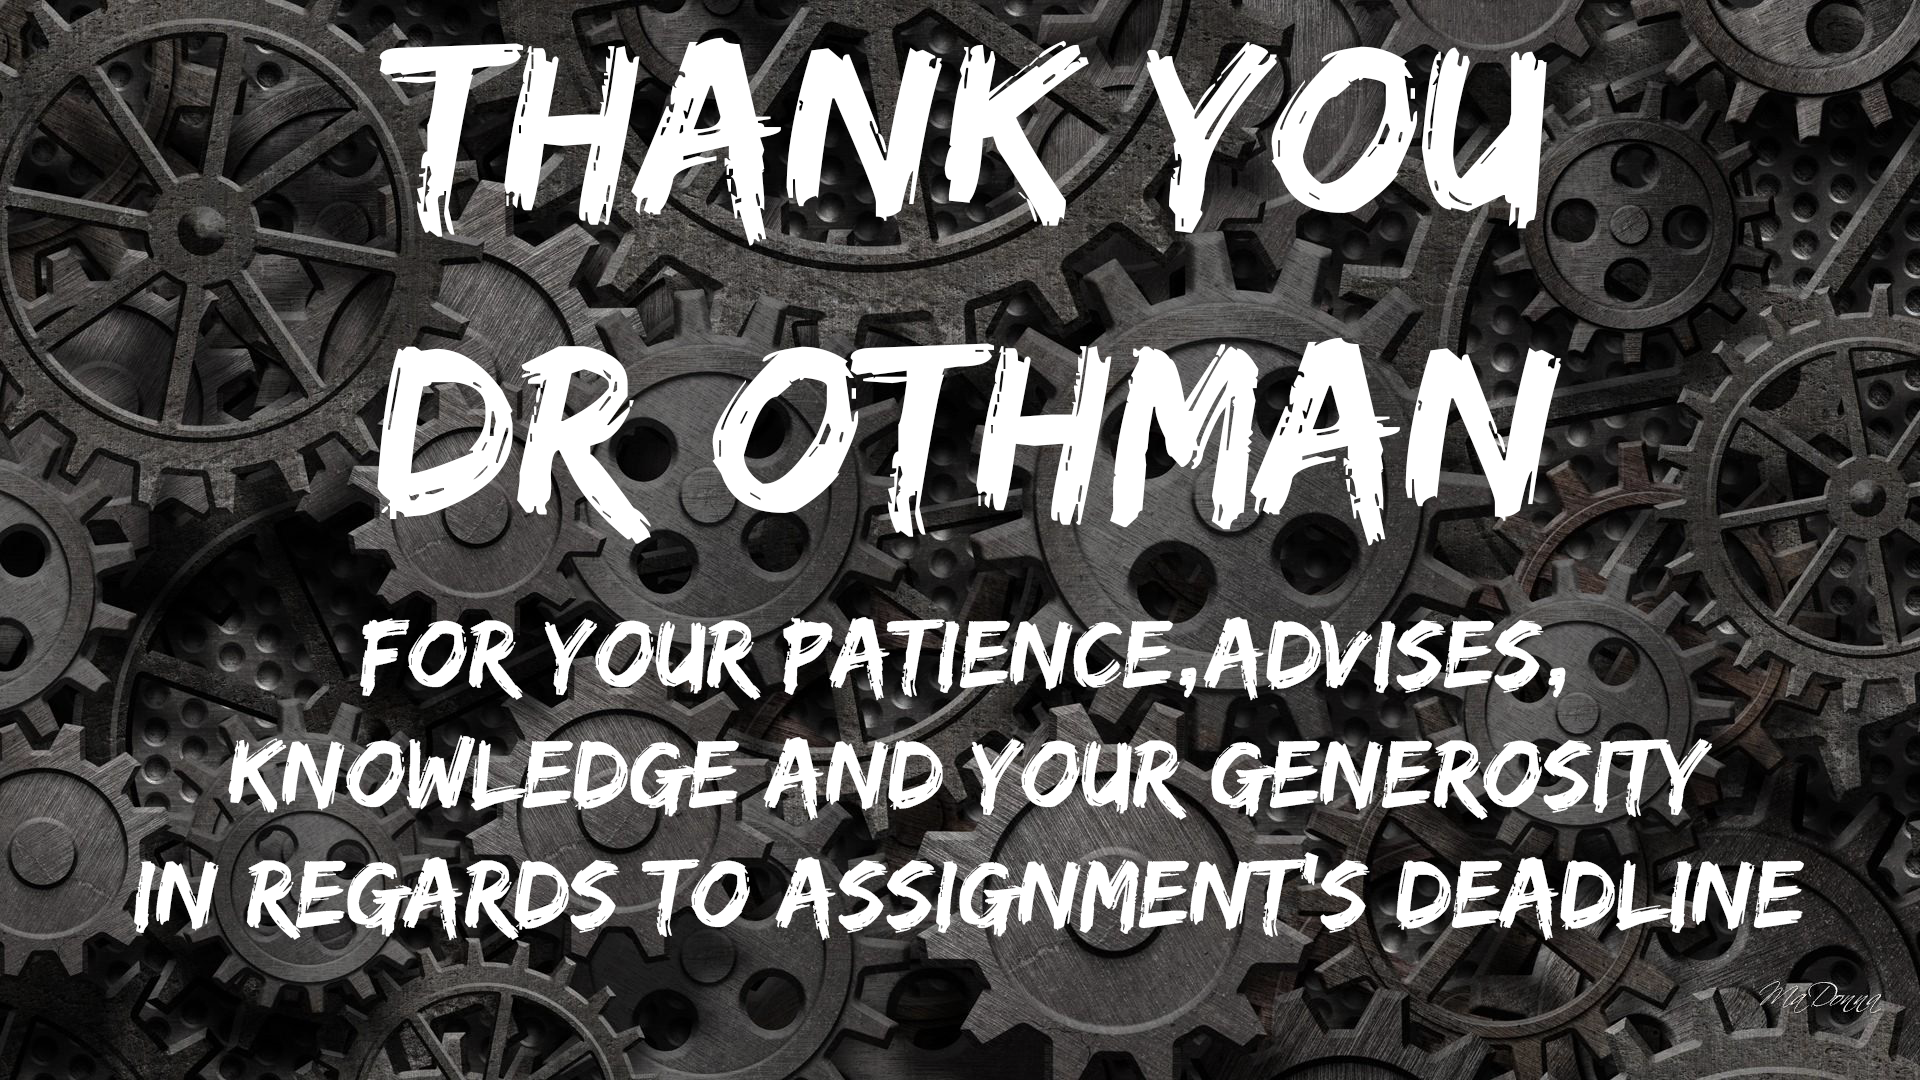 THANK YOU
DR OTHMAN
FOR YOUR PATIENCE,ADVISES,
KNOWLEDGE AND YOUR GENEROSITY
IN REGARDS TO ASSIGNMENT'S DEADLINE
MaDonna